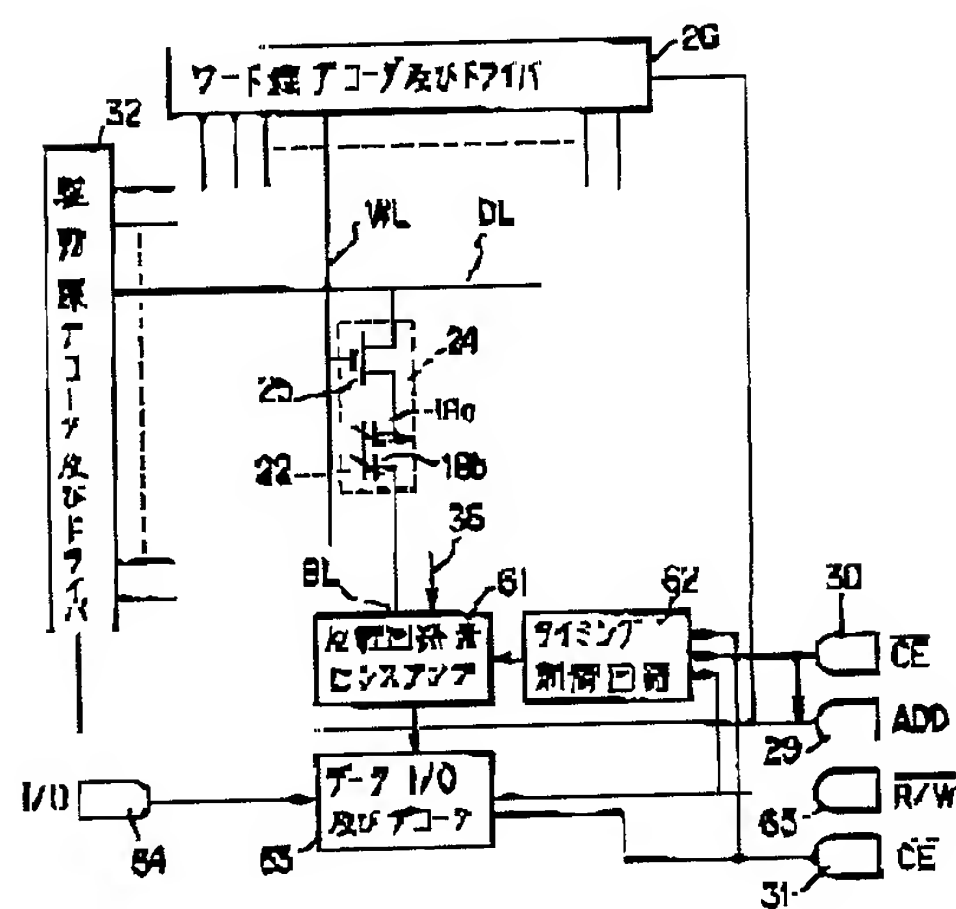 26
ワード線デコーダ及びドライバ
32
駆動線デコーダ及びドライバ
WL
DL
24
25
18a
22
18b
36
BL
61
62
30
タイミング
制御回路
センスアンプ
CE
ADD
29
データ I/O
及びデコーダ
I/O
64
63
R/W
63
CE
31